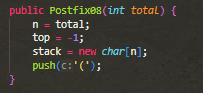 public Postfix08(int total) {
n = total;
top = -1;
stack = new char[n];
push(c:'(');
}